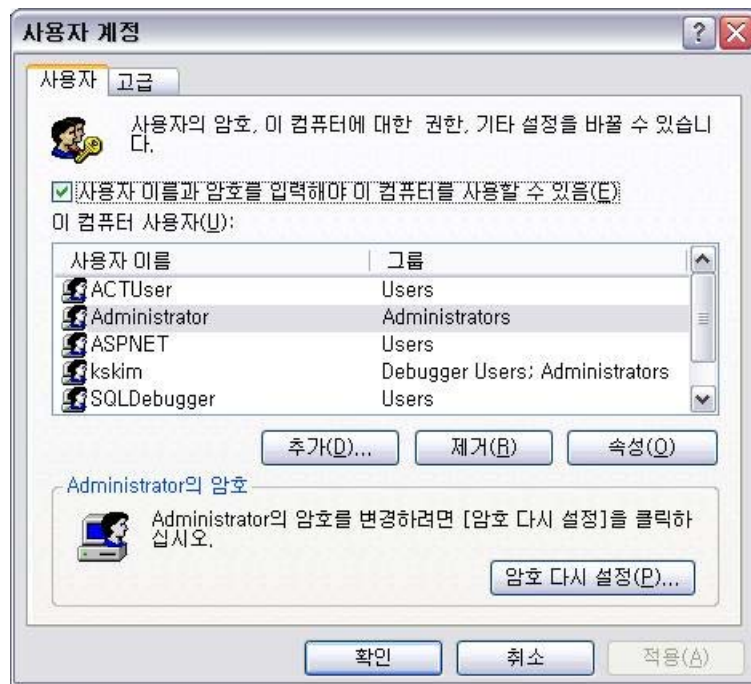 사용자 계정
사용자 고급
사용자의 암호, 이 컴퓨터에 대한 권한, 기타 설정을 바꿀 수 있습니
다.
사용자 이름과 암호를 입력해야 이 컴퓨터를 사용할 수 있음(E)
이 컴퓨터 사용자(U):
사용자 이름 그룹
ACTUser Users
Administrator Administrators
ASPNET Users
kskim Debugger Users; Administrators
SQLDebugger Users
추가(D)... 제거(R) 속성(O)
Administrator의 암호
Administrator의 암호를 변경하려면 [암호 다시 설정]을 클릭하
십시오.
암호 다시 설정(P)...
확인 취소 적용(A)